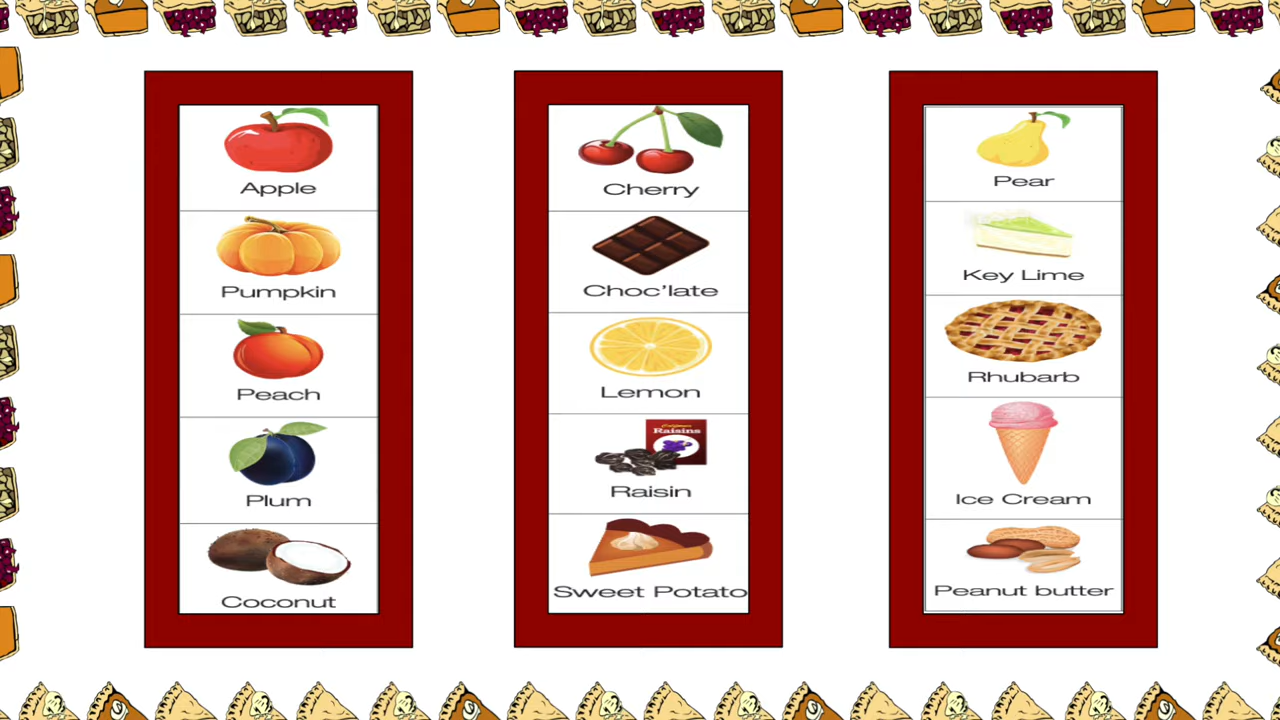 Apple
Pumpkin
Peach
Plum
Coconut
Cherry
Choc'late
Lemon
Raisins
Raisin
Sweet Potato
Pear
Key Lime
Rhubarb
Ice Cream
Peanut butter